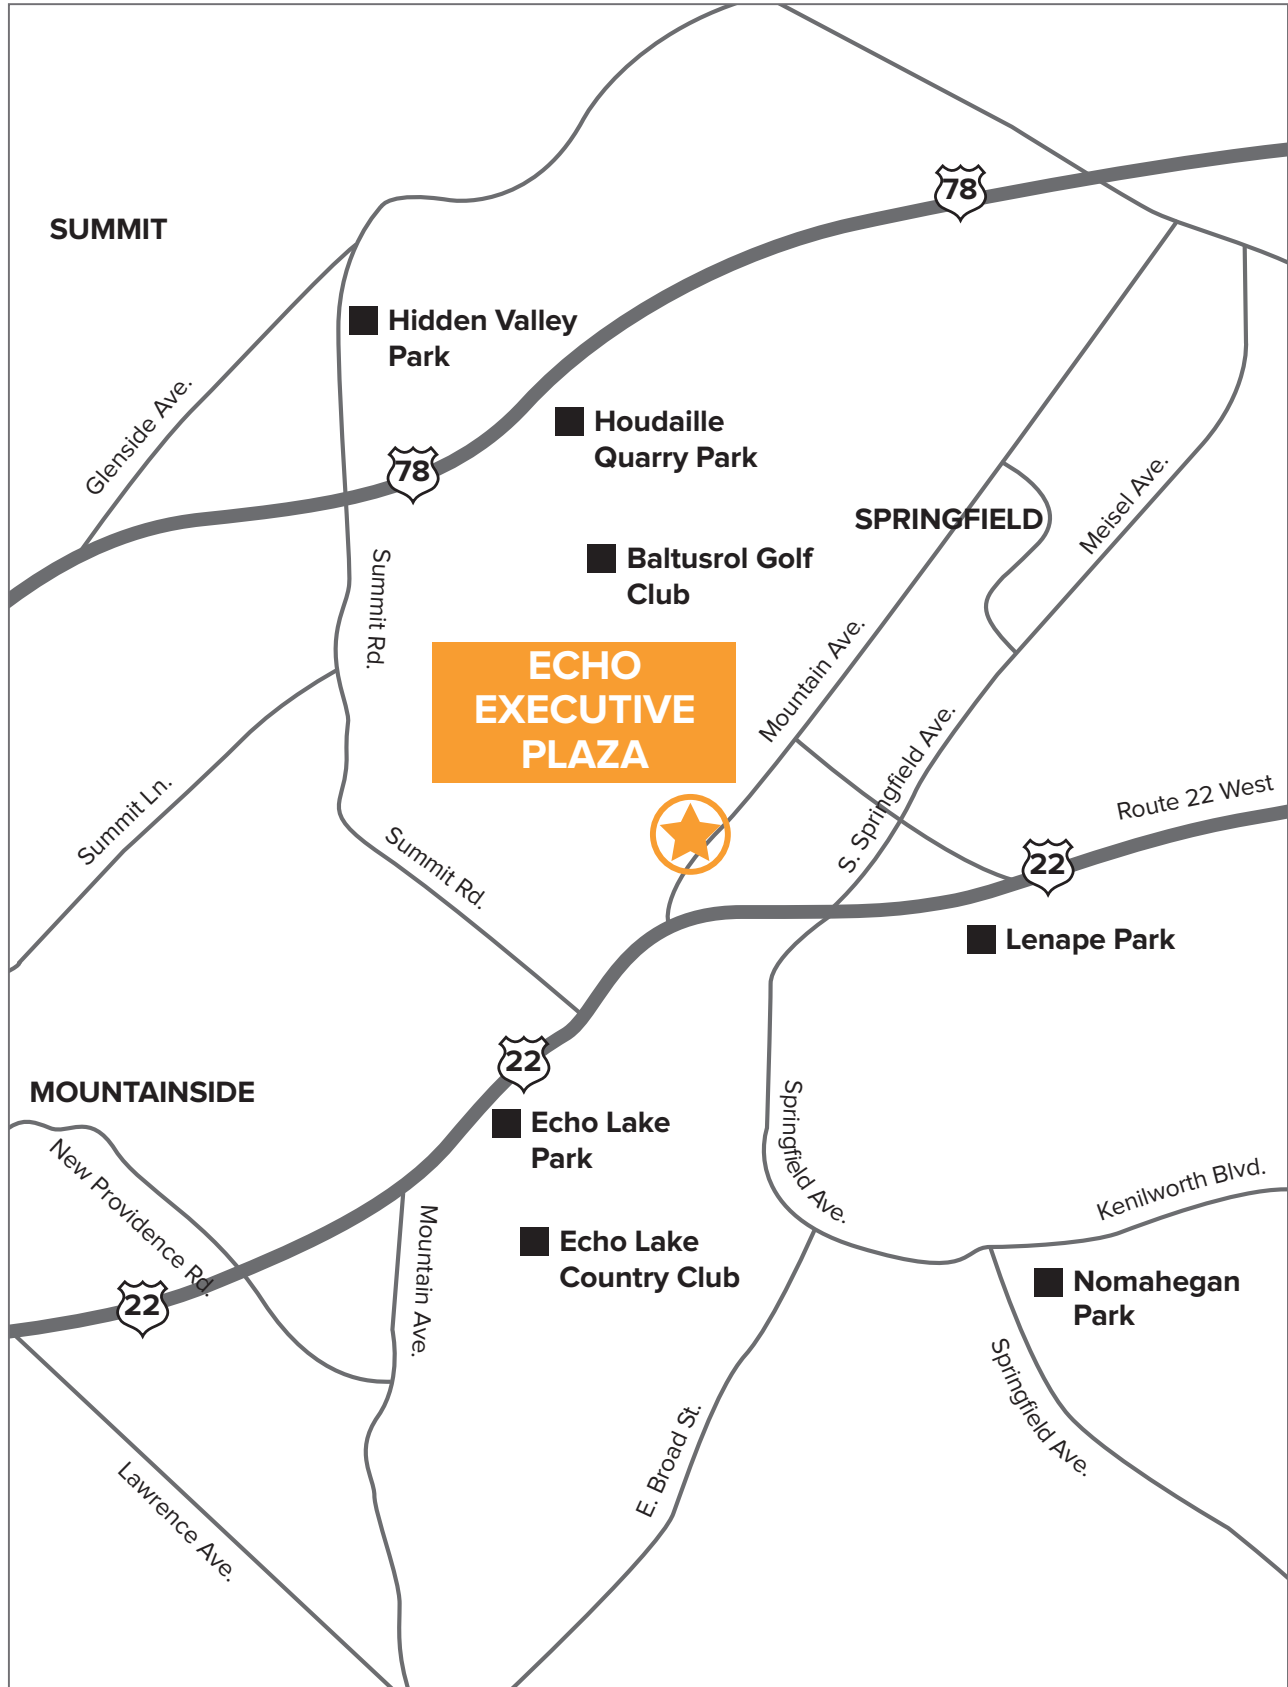 78
SUMMIT
Hidden Valley
Park
Glenside Ave.
Houdaille
Quarry Park
78
SPRINGFIELD
Meisel Ave.
Baltusrol Golf
Club
Summit Rd.
ECHO
EXECUTIVE
PLAZA
Mountain Ave.
S. Springfield Ave.
Route 22 West
Summit Ln.
Summit Rd.
22
Lenape Park
22
MOUNTAINSIDE
Echo Lake
Park
New Providence Rd.
Springfield Ave.
Kenilworth Blvd.
Mountain Ave.
Echo Lake
Country Club
Nomahegan
Park
22
Springfield Ave.
E. Broad St.
Lawrence Ave.